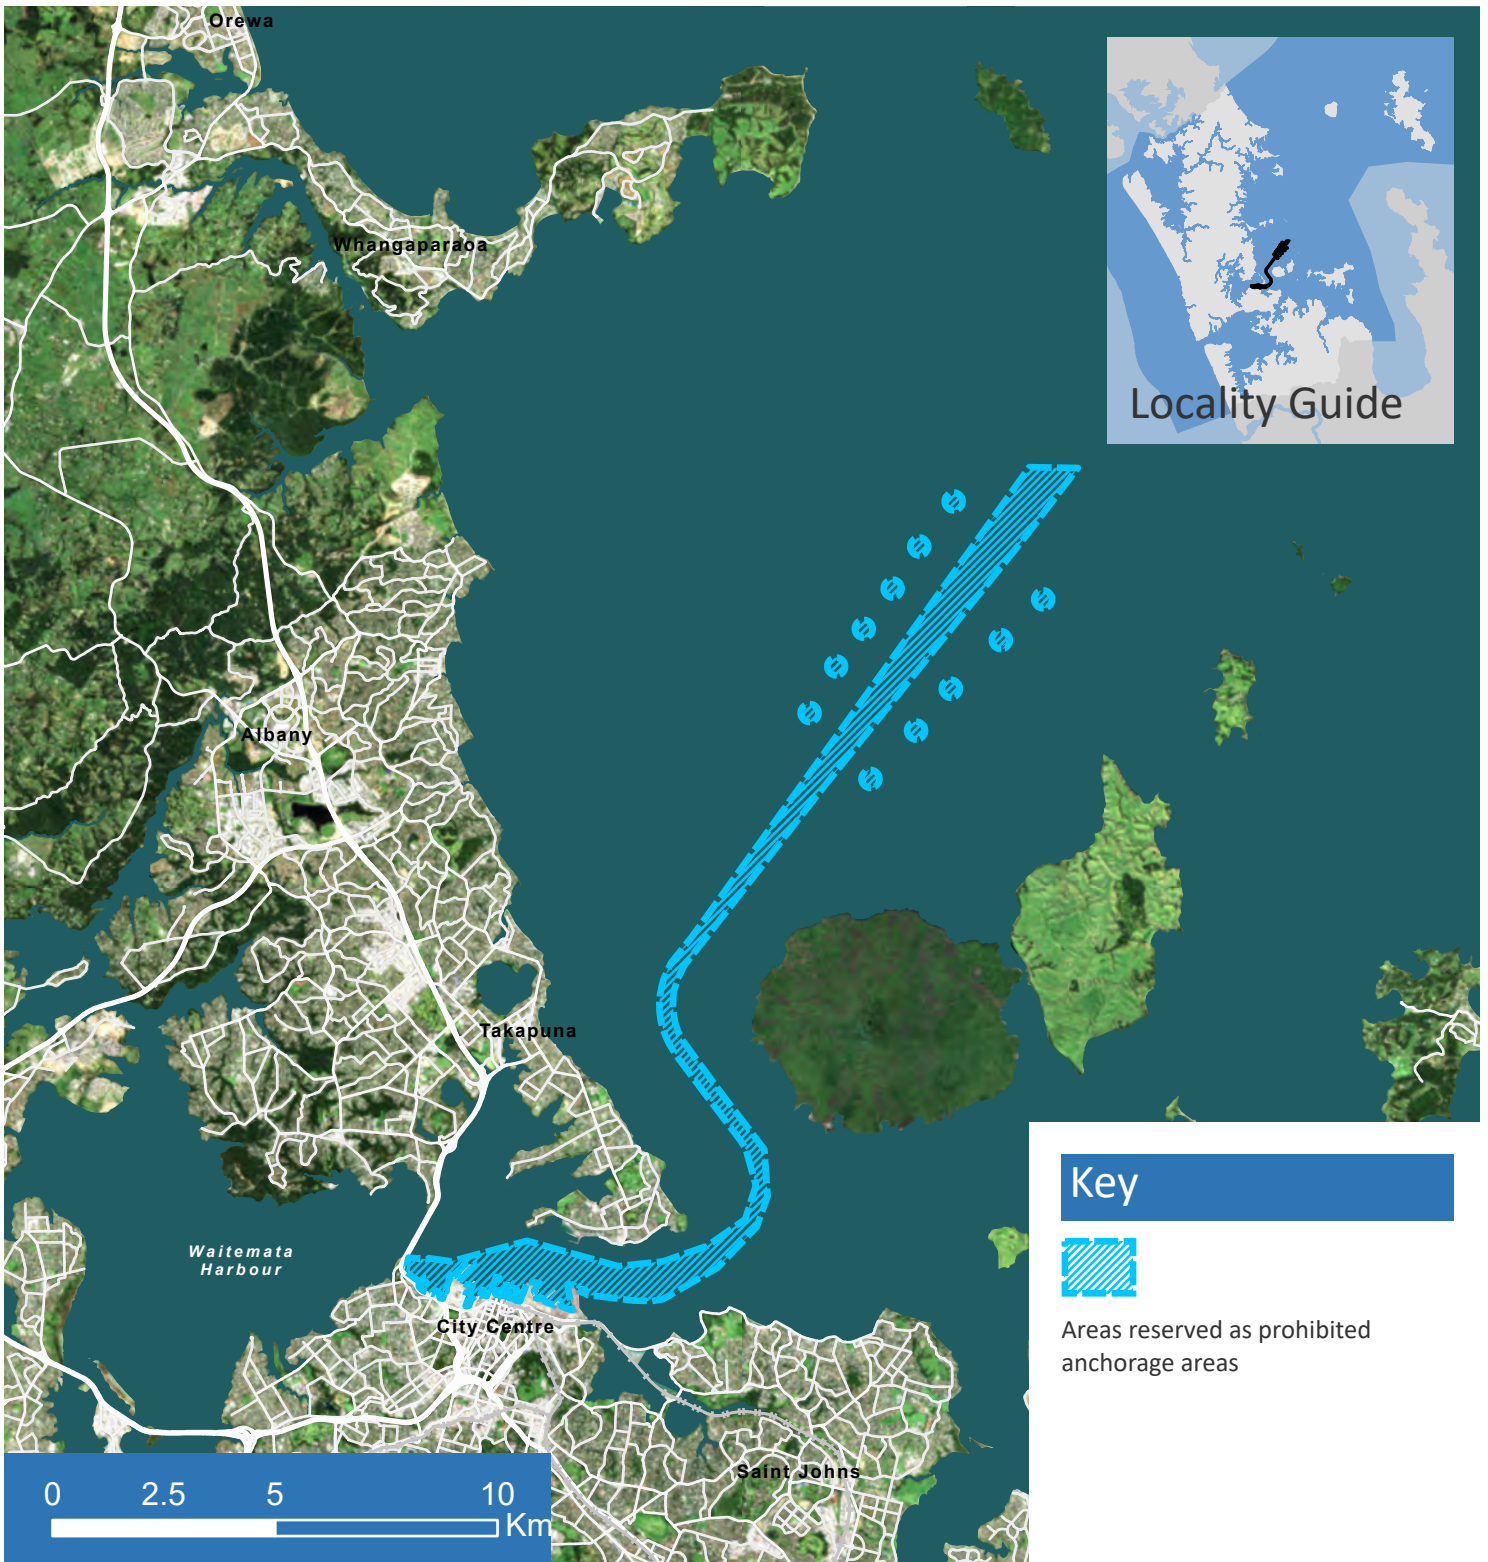 Orewa
Whangaparaoa
Locality Guide
Albany
Takapuna
Waitemata
Harbour
City Centre
Saint Johns
Key
Areas reserved as prohibited
anchorage areas
0 2.5 5 10
Km